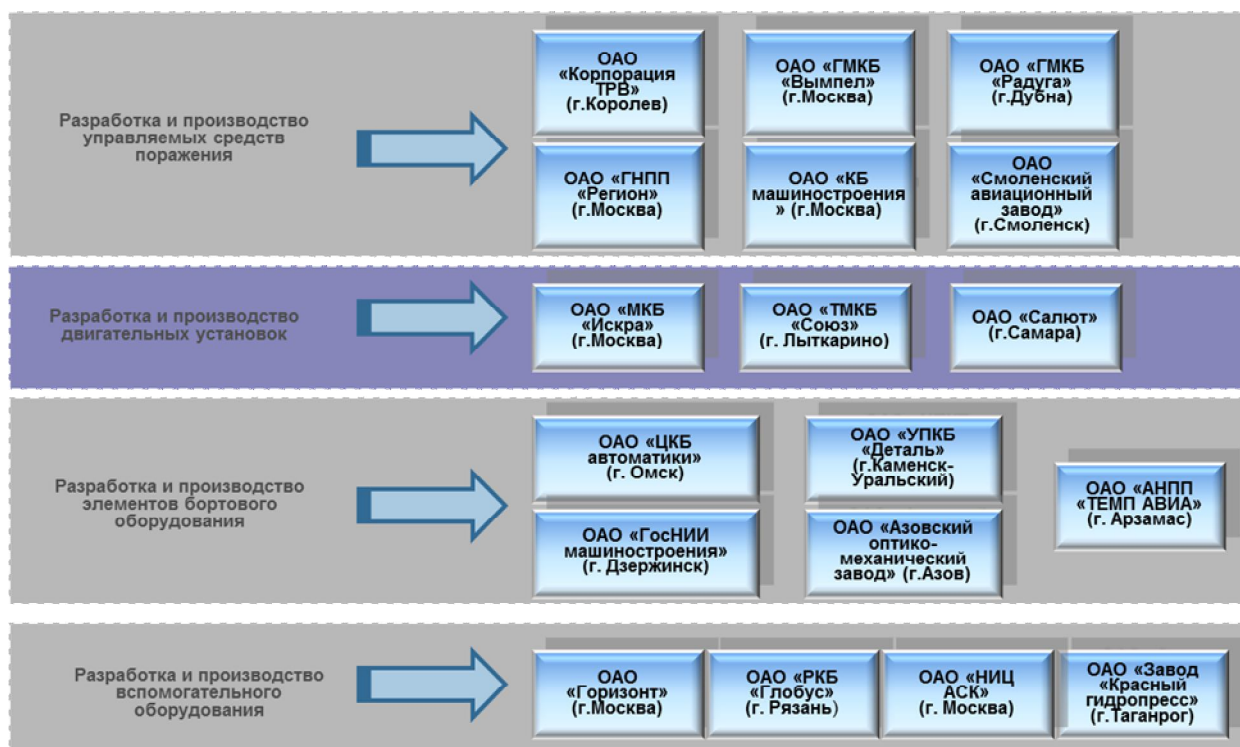 Разработка и производство
управляемых средств
поражения
ОАО
«Корпорация
ТРВ»
(г.Королев)
ОАО «ГМКБ
«Вымпел»
(г.Москва)
ОАО «ГМКБ
«Радуга»
(г.Дубна)
ОАО «ГНПП
«Регион»
(г.Москва)
ОАО «КБ
машиностроения
» (г.Москва)
ОАО
«Смоленский
авиационный
завод»
(г.Смоленск)
Разработка и производство
двигательных установок
ОАО «МКБ
«Искра»
(г.Москва)
ОАО «ТМКБ
«Союз»
(г. Лыткарино)
ОАО «Салют»
(г.Самара)
Разработка и производство
элементов бортового
оборудования
ОАО «ЦКБ
автоматики»
(г. Омск)
ОАО «УПКБ
«Деталь»
(г.Каменск-
Уральский)
ОАО «АНПП
«ТЕМП АВИА»
(г. Арзамас)
ОАО «ГосНИИ
машиностроения»
(г. Дзержинск)
ОАО «Азовский
оптико-
механический
завод» (г.Азов)
Разработка и производство
вспомогательного
оборудования
ОАО
«Горизонт»
(г.Москва)
ОАО «РКБ
«Глобус»
(г. Рязань)
ОАО «НИЦ
АСК»
(г. Москва)
ОАО «Завод
«Красный
гидропресс»
(г.Таганрог)